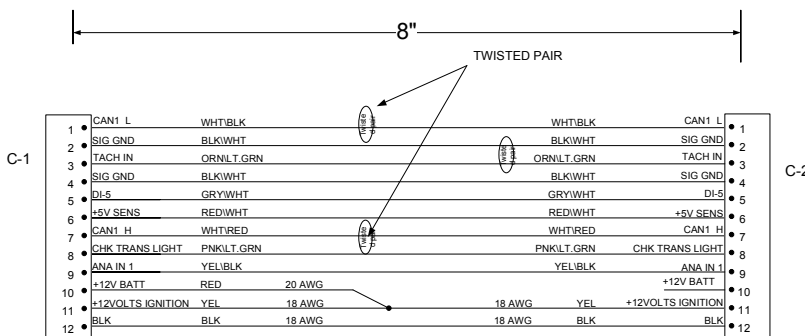 8"
TWISTED PAIR
C-1
C-2
1 CAN1 L WHT\BLK WHT\BLK CAN1 L 1
2 SIG GND BLK\WHT BLK\WHT SIG GND 2
3 TACH IN ORN\LT.GRN ORN\LT.GRN TACH IN 3
4 SIG GND BLK\WHT BLK\WHT SIG GND 4
5 DI-5 GRY\WHT GRY\WHT DI-5 5
6 +5V SENS RED\WHT RED\WHT +5V SENS 6
7 CAN1 H WHT\RED WHT\RED CAN1 H 7
8 CHK TRANS LIGHT PNK\LT.GRN PNK\LT.GRN CHK TRANS LIGHT 8
9 ANA IN 1 YEL\BLK YEL\BLK ANA IN 1 9
10 +12V BATT RED 20 AWG +12V BATT 10
11 +12VOLTS IGNITION YEL 18 AWG 18 AWG YEL +12VOLTS IGNITION 11
12 BLK BLK 18 AWG 18 AWG BLK BLK 12